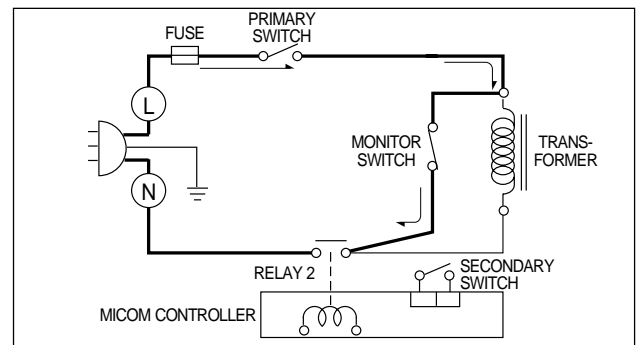 PRIMARY
SWITCH
FUSE
L
MONITOR
SWITCH
TRANS-
FORMER
N
RELAY 2
SECONDARY
SWITCH
MICOM CONTROLLER